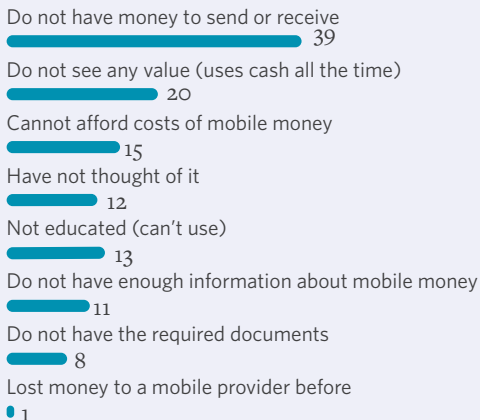 Do not have money to send or receive
39
Do not see any value (uses cash all the time)
20
Cannot afford costs of mobile money
15
Have not thought of it
12
Not educated (can’t use)
13
Do not have enough information about mobile money
11
Do not have the required documents
8
Lost money to a mobile provider before
1